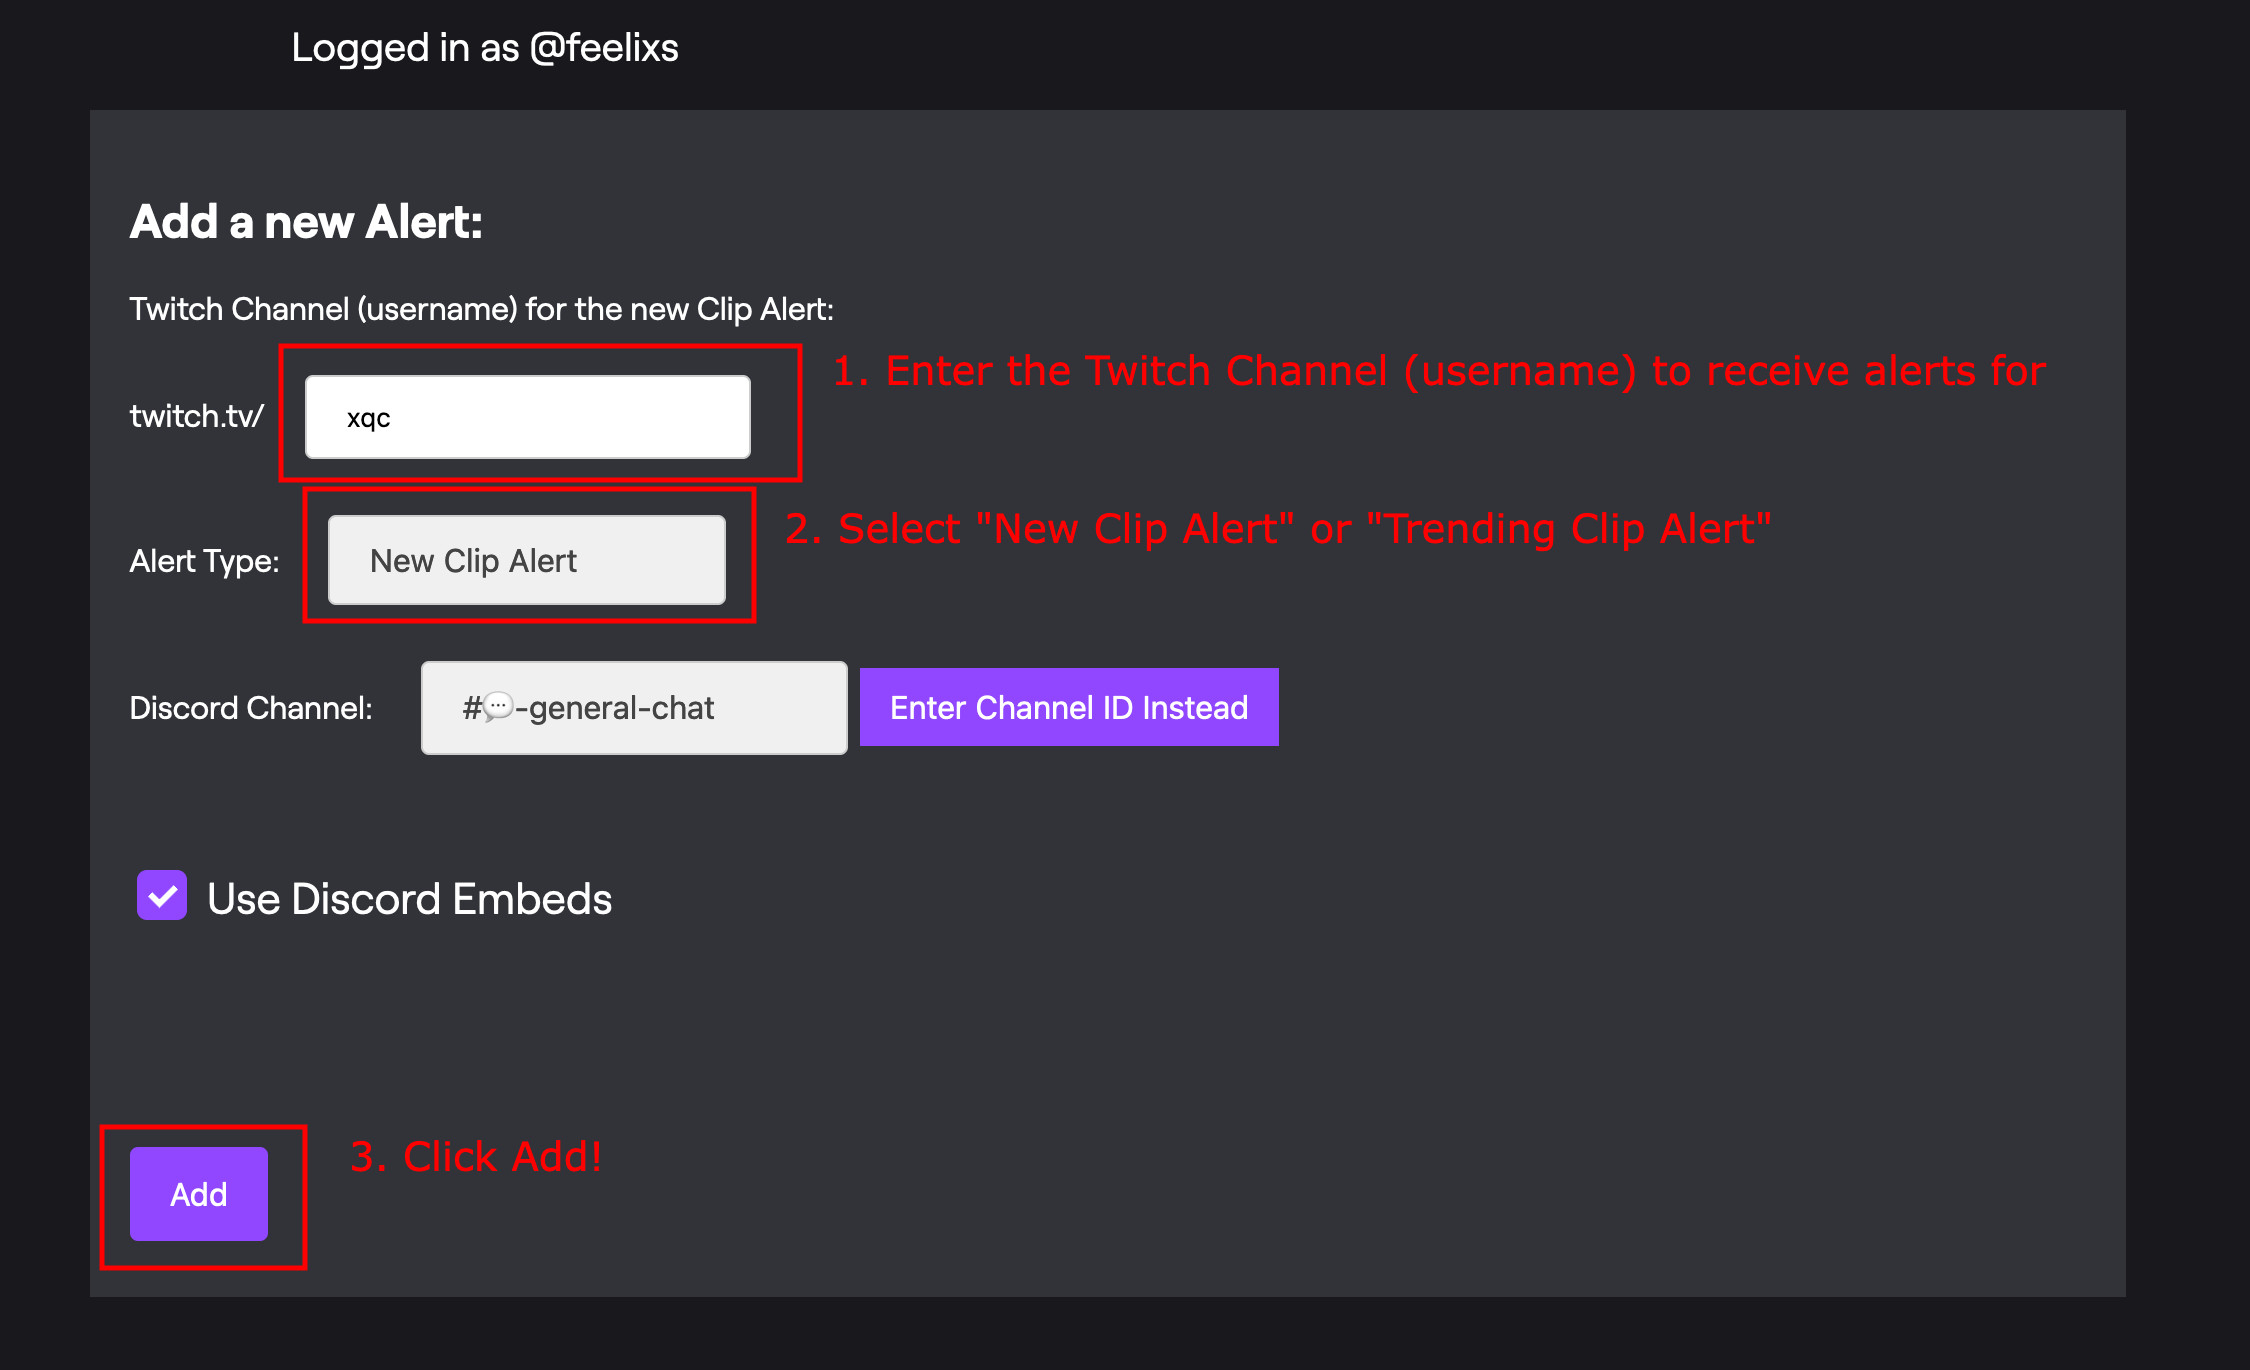 Logged in as @feelixs
Add a new Alert:
Twitch Channel (username) for the new Clip Alert:
1. Enter the Twitch Channel (username) to receive alerts for
twitch.tv/ xqc
2. Select "New Clip Alert" or "Trending Clip Alert"
Alert Type: New Clip Alert
Discord Channel: #💬-general-chat Enter Channel ID Instead
Use Discord Embeds
3. Click Add!
Add